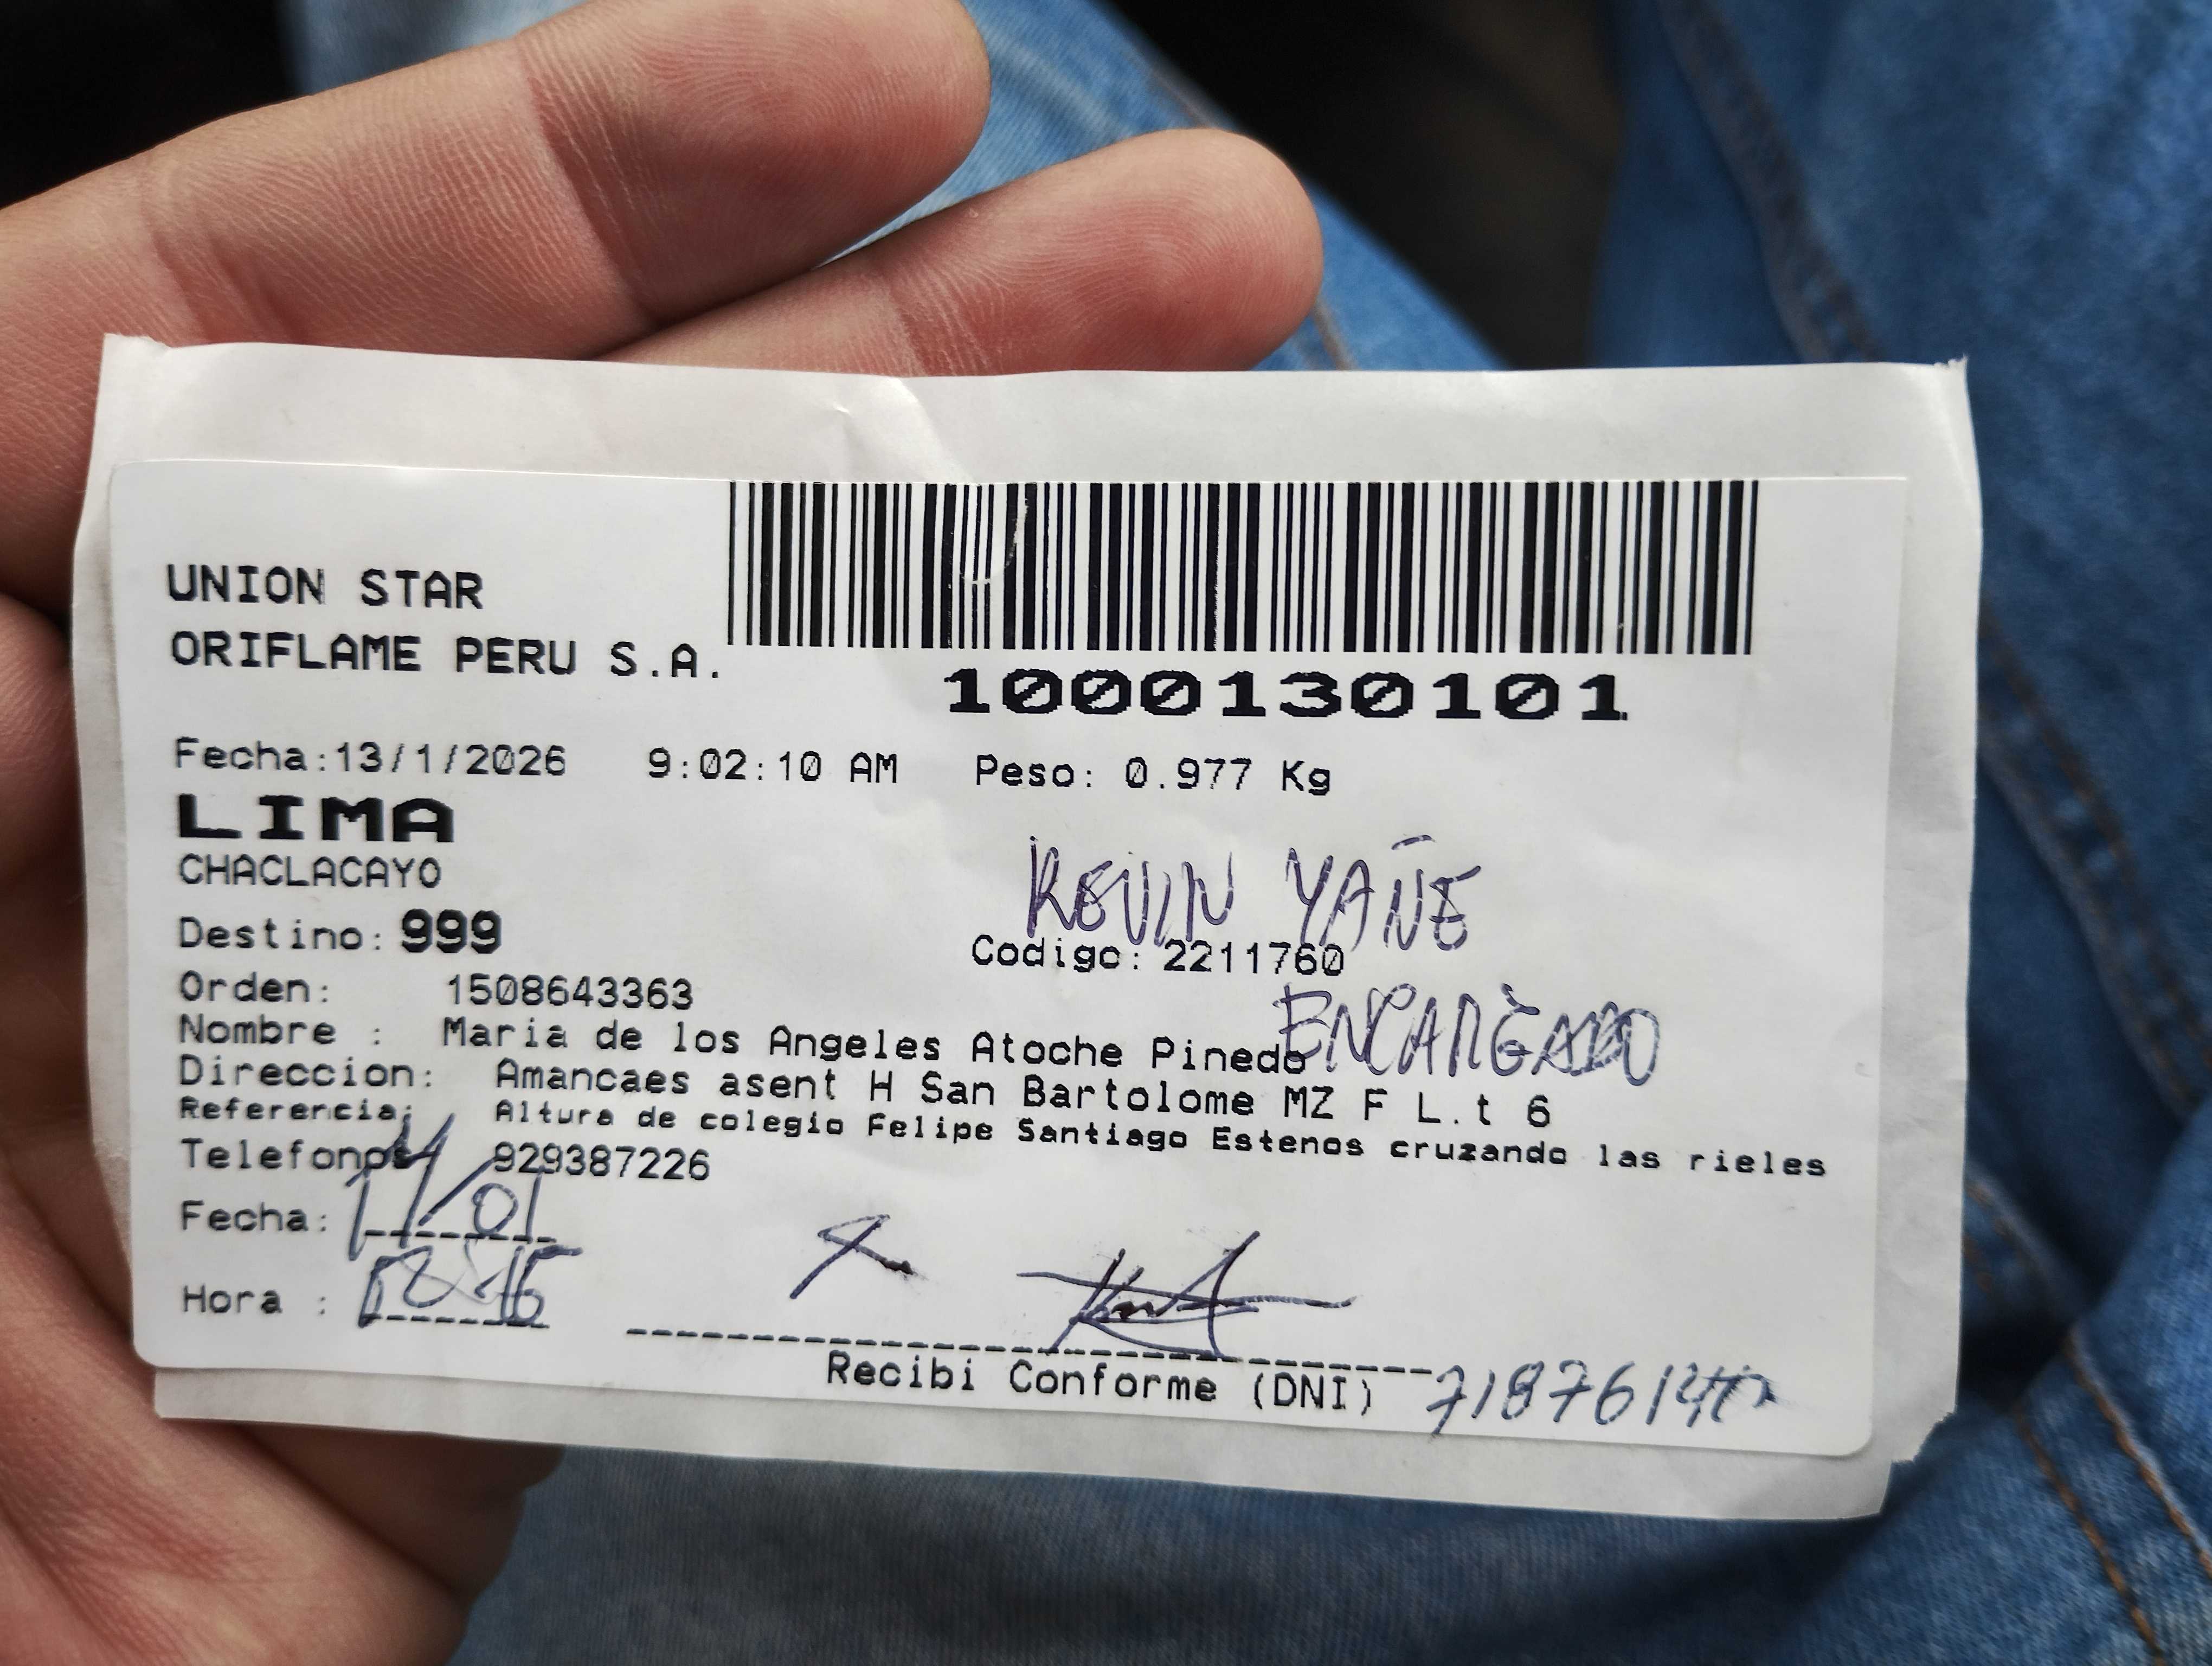 UNION STAR
ORIFLAME PERU S.A.
1000130101
Fecha:13/1/2026 9:02:10 AM Peso: 0.977 Kg
LIMA
CHACLACAYO
KEVIN YAÑE
Destino: 999
Codigo: 2211760
ENCARGADO
Orden: 1508643363
Nombre : Maria de los Angeles Atoche Pinedo
Direccion: Amancaes asent H San Bartolome MZ F L.t 6
Referencia: Altura de colegio Felipe Santiago Estenos cruzando las rieles
Telefono: 929387226
Fecha: 14/01
Hora :
Recibi Conforme (DNI)